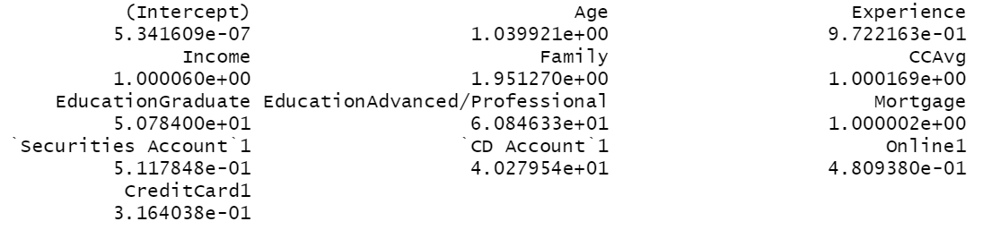 (Intercept) Age Experience
5.341609e-07 1.039921e+00 9.722163e-01
Income Family CCAvg
1.000060e+00 1.951270e+00 1.000169e+00
EducationGraduate EducationAdvanced/Professional Mortgage
5.078400e+01 6.084633e+01 1.000002e+00
`Securities Account`1 `CD Account`1 Online1
5.117848e-01 4.027954e+01 4.809380e-01
CreditCard1
3.164038e-01